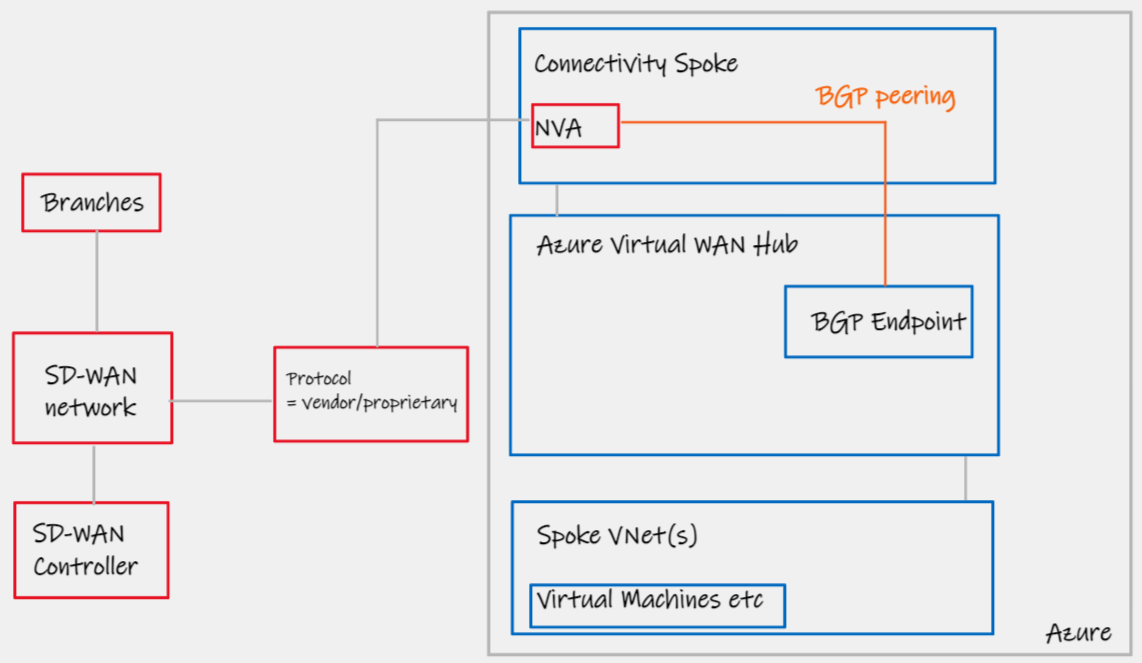 Connectivity Spoke
BGP peering
NVA
Branches
Azure Virtual WAN Hub
BGP Endpoint
SD-WAN
network
Protocol
= vendor/proprietary
SD-WAN
Controller
Spoke VNet(s)
Virtual Machines etc
Azure